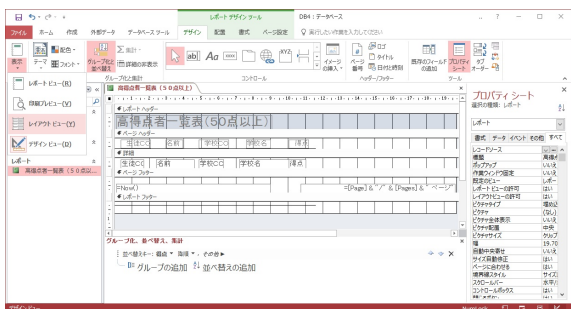 レポート デザイン ツール
DB4 : データベース
ファイル ホーム 作成 外部データ データベース ツール デザイン 配置 書式 ページ設定 実行したい作業を入力してください
表示
テーマ
配色
フォント
グループ化と並べ替え
Σ 集計
詳細の非表示
イメージの挿入
ページ番号
ロゴ
タイトル
日付と時刻
既存のフィールドの追加
プロパティシート
タブオーダー
グループ化と集計
コントロール
ヘッダー/フッター
ツール
レポート ビュー(R)
印刷プレビュー(V)
レイアウト ビュー(Y)
デザイン ビュー(D)
レポート
高得点者一覧表(50点以上)
レポート ヘッダー
高得点者一覧表(50点以上)
ページ ヘッダー
名前
学校名
得点
詳細
名前
学校名
得点
ページ フッター
=Now()
=[Page] & "/" & [Pages] & " ページ"
レポート フッター
グループ化、並べ替え、集計
並べ替えキー: 得点 降順 、 その他
グループの追加
並べ替えの追加
プロパティ シート
選択の種類: レポート
レポート
書式 データ イベント その他 すべて
レコードソース
標題
ポップアップ いいえ
作業ウィンドウ固定 いいえ
既定のビュー
レポートビューの許可 はい
レイアウトビューの許可 はい
ピクチャタイプ
ピクチャ (なし)
ピクチャ全体表示 いいえ
ピクチャ配置 中央
ピクチャサイズ
幅
自動中央寄せ いいえ
サイズ自動修正 はい
ページに合わせる はい
境界線スタイル
スクロールバー
コントロールボックス はい
デザイン ビュー
NumLock